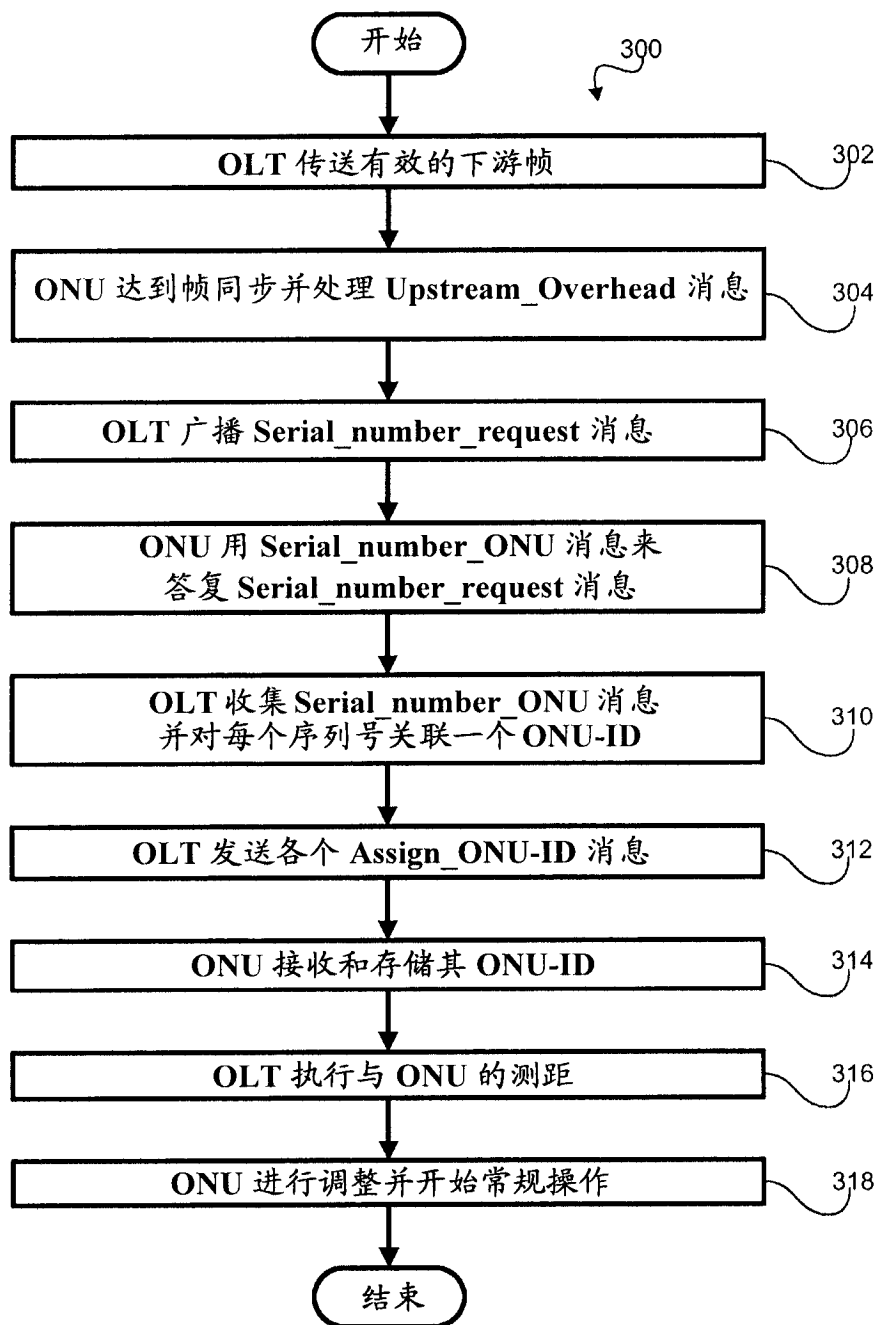 开始
300
OLT 传送有效的下游帧
302
ONU 达到帧同步并处理 Upstream_Overhead 消息
304
OLT 广播 Serial_number_request 消息
306
ONU 用 Serial_number_ONU 消息来
答复 Serial_number_request 消息
308
OLT 收集 Serial_number_ONU 消息
并对每个序列号关联一个 ONU-ID
310
OLT 发送各个 Assign_ONU-ID 消息
312
ONU 接收和存储其 ONU-ID
314
OLT 执行与 ONU 的测距
316
ONU 进行调整并开始常规操作
318
结束